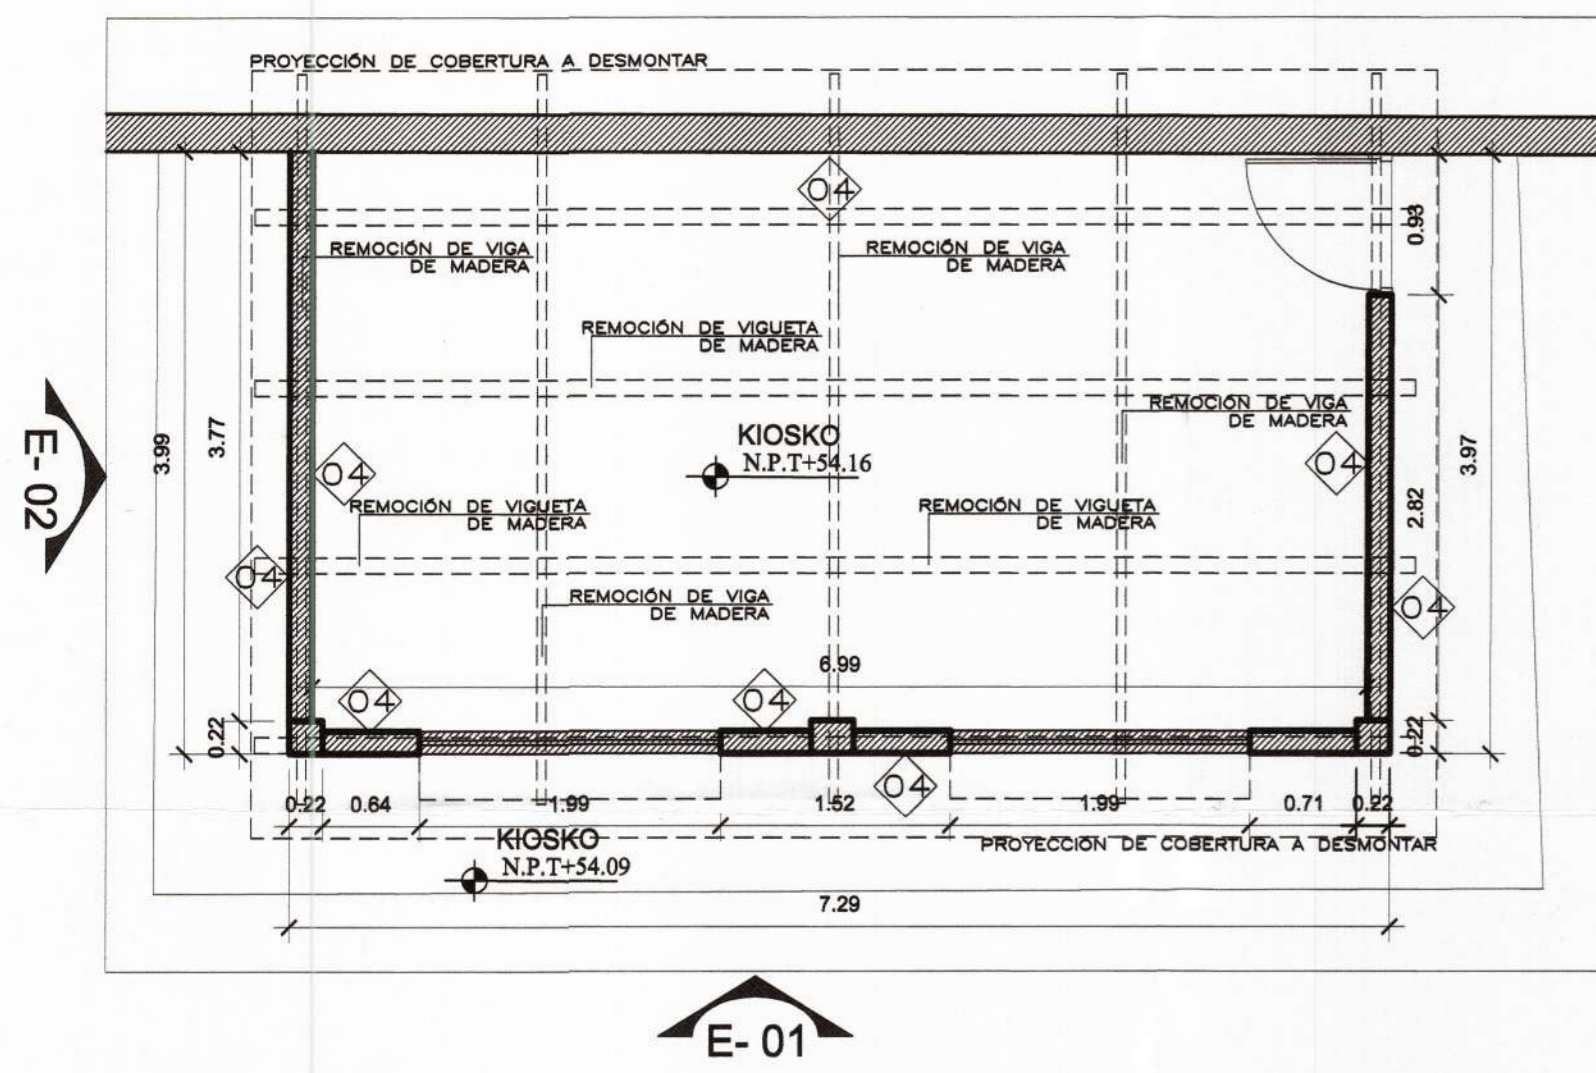 PROYECCIÓN DE COBERTURA A DESMONTAR
04
0.93
REMOCIÓN DE VIGA
DE MADERA
REMOCIÓN DE VIGA
DE MADERA
REMOCIÓN DE VIGUETA
DE MADERA
REMOCIÓN DE VIGA
DE MADERA
E- 02
3.99
3.77
KIOSKO
N.P.T+54.16
04
04
3.97
2.82
REMOCIÓN DE VIGUETA
DE MADERA
REMOCIÓN DE VIGUETA
DE MADERA
04
REMOCIÓN DE VIGA
DE MADERA
04
6.99
04
04
0.22
0.22
04
0.22
0.64
1.99
1.52
1.99
0.71
0.22
KIOSKO
N.P.T+54.09
PROYECCIÓN DE COBERTURA A DESMONTAR
7.29
E- 01